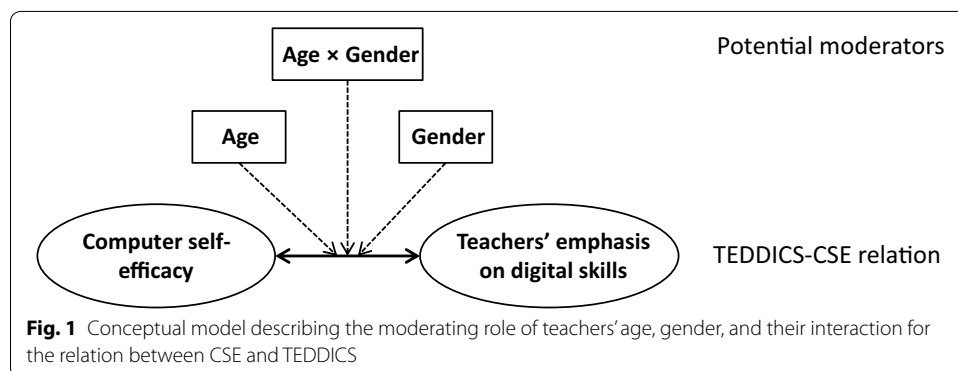 Age × Gender
Potential moderators
Age
Gender
Computer self-
efficacy
Teachers' emphasis
on digital skills
TEDDICS-CSE relation
Fig. 1 Conceptual model describing the moderating role of teachers' age, gender, and their interaction for
the relation between CSE and TEDDICS